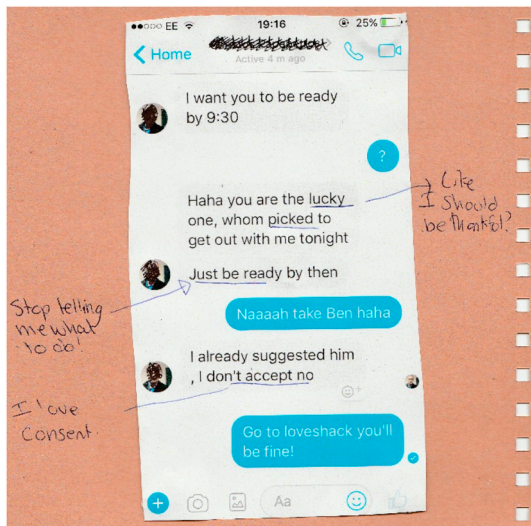 EE 19:16 25%
Home
Active 4 m ago
I want you to be ready
by 9:30
?
Haha you are the lucky
one, whom picked to
get out with me tonight
Like
I should
be thankful?
Just be ready by then
Stop telling
me what
to do!
Naaaah take Ben haha
I already suggested him
, I don't accept no
I love
consent.
Go to loveshack you'll
be fine!
Aa